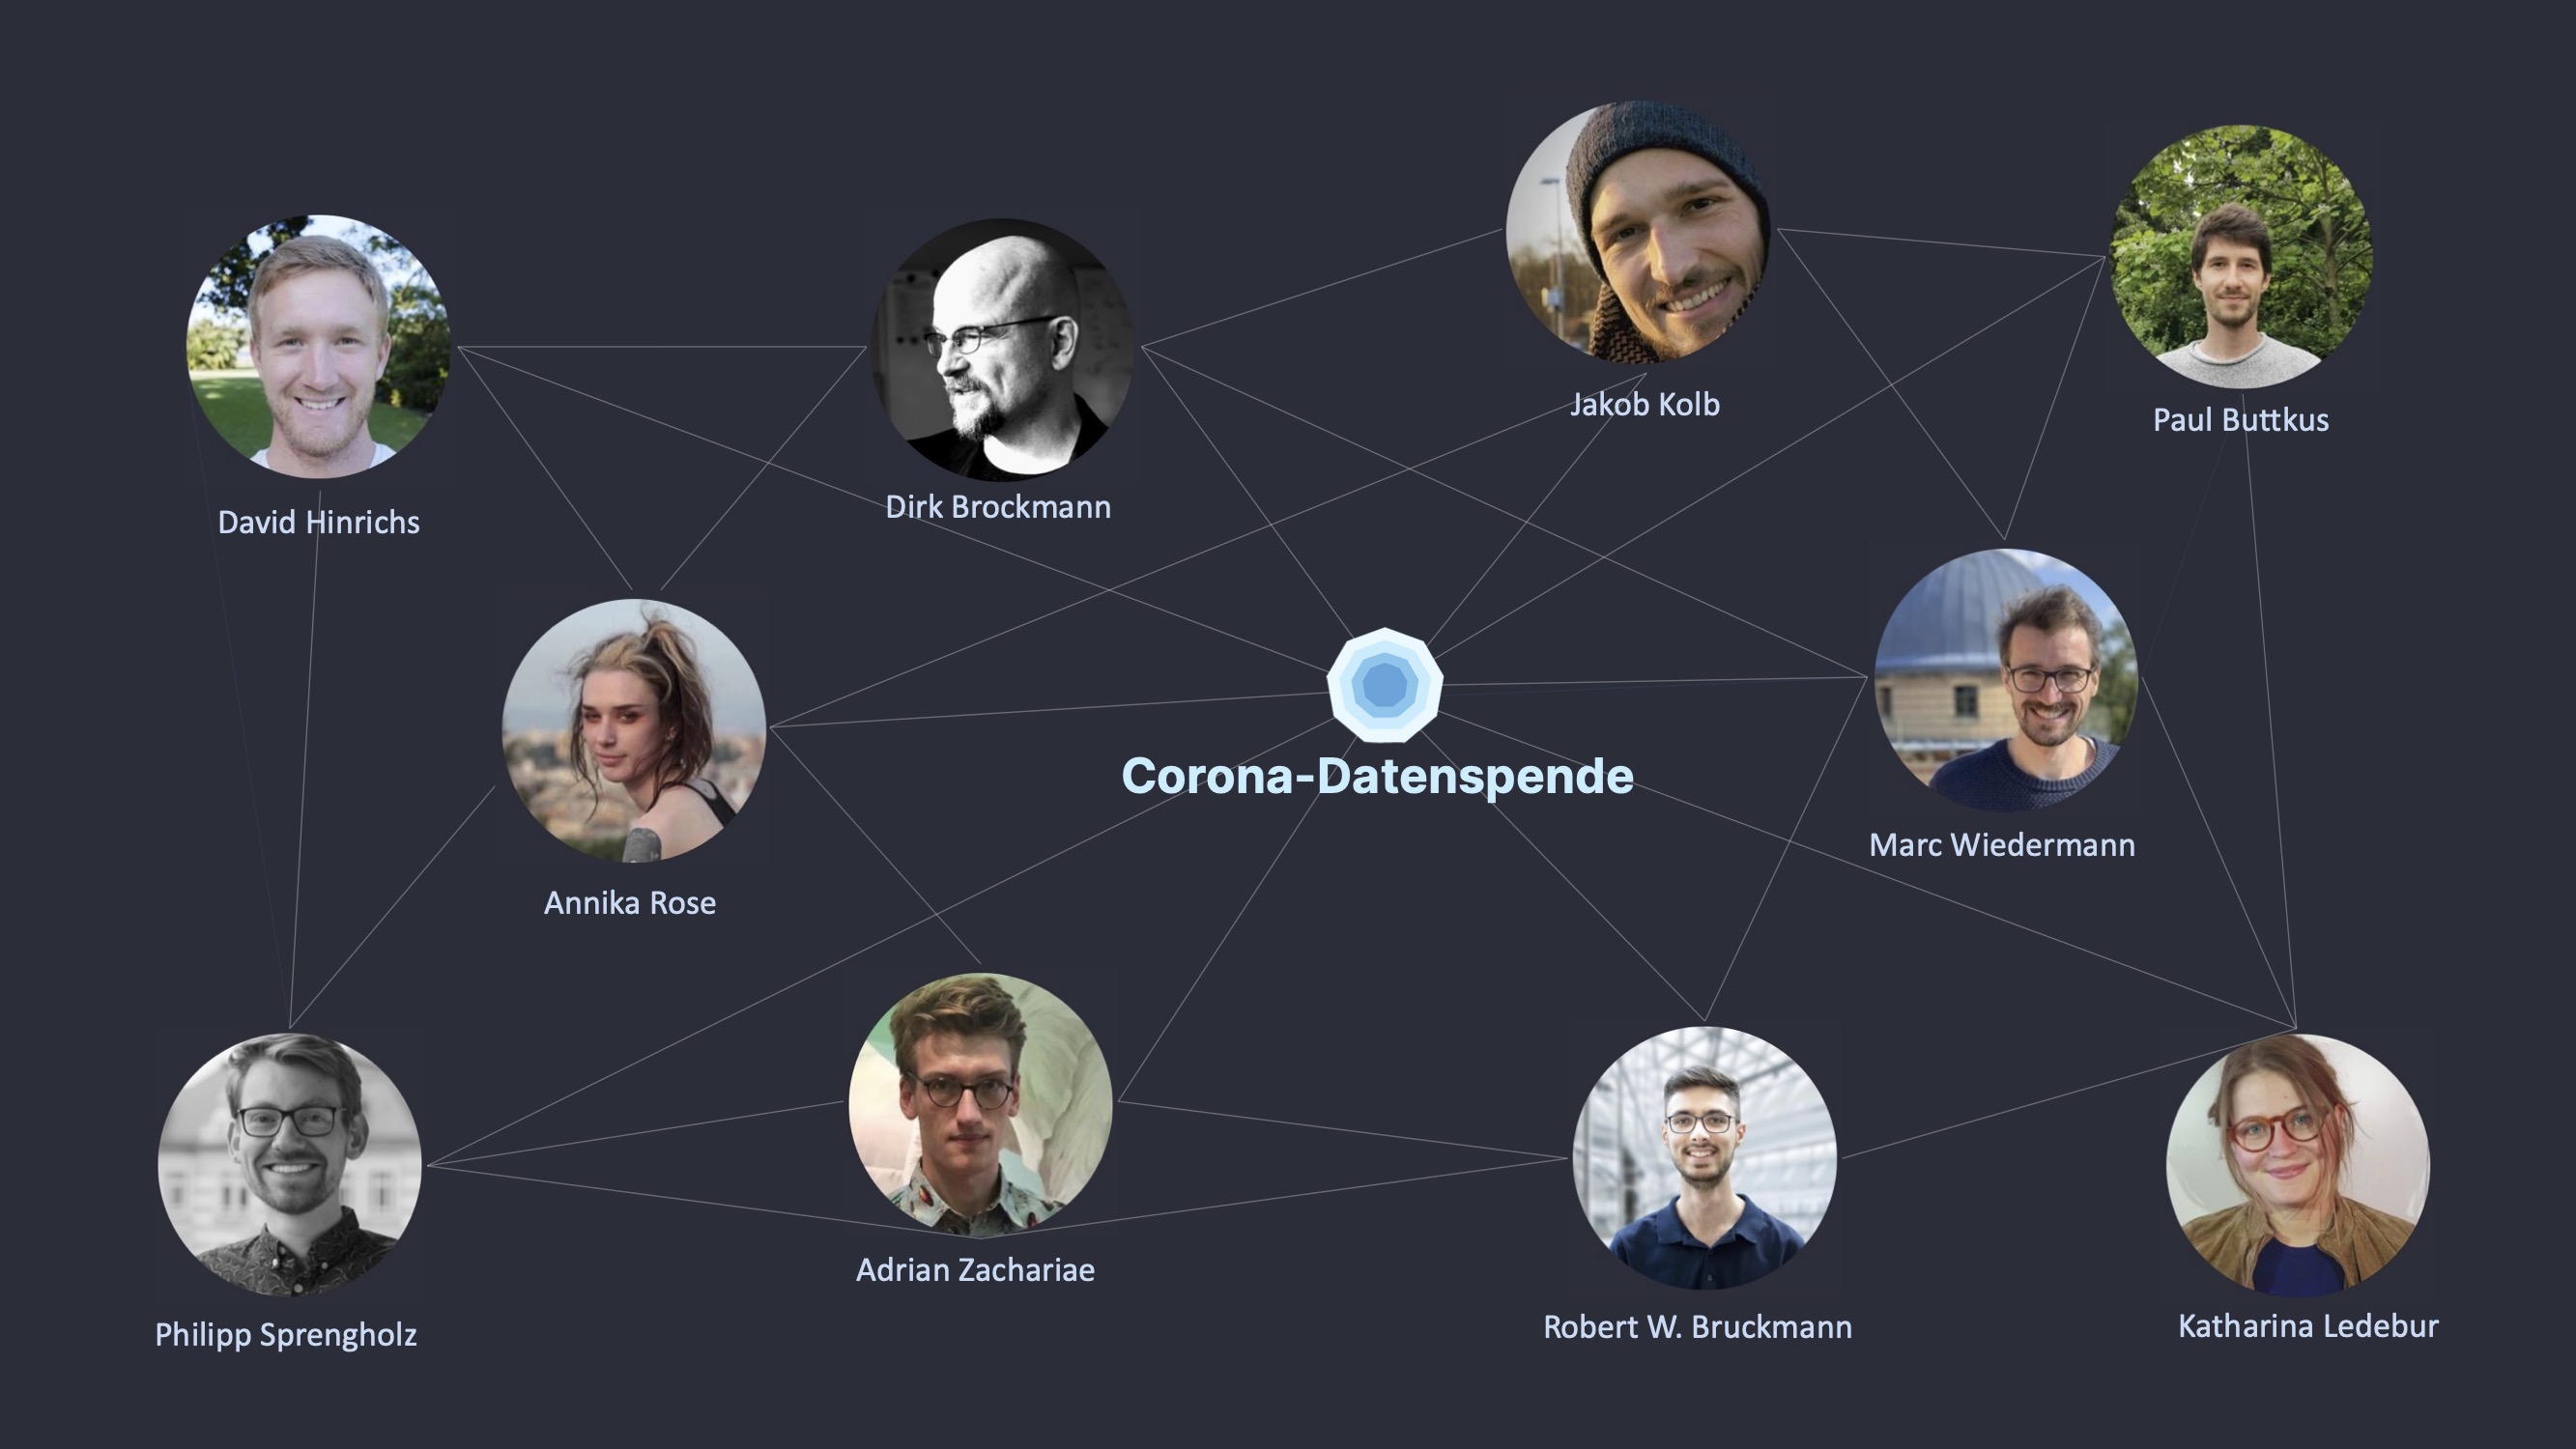 Jakob Kolb
Paul Buttkus
David Hinrichs
Dirk Brockmann
Corona-Datenspende
Marc Wiedermann
Annika Rose
Adrian Zachariae
Philipp Sprengholz
Robert W. Bruckmann
Katharina Ledebur